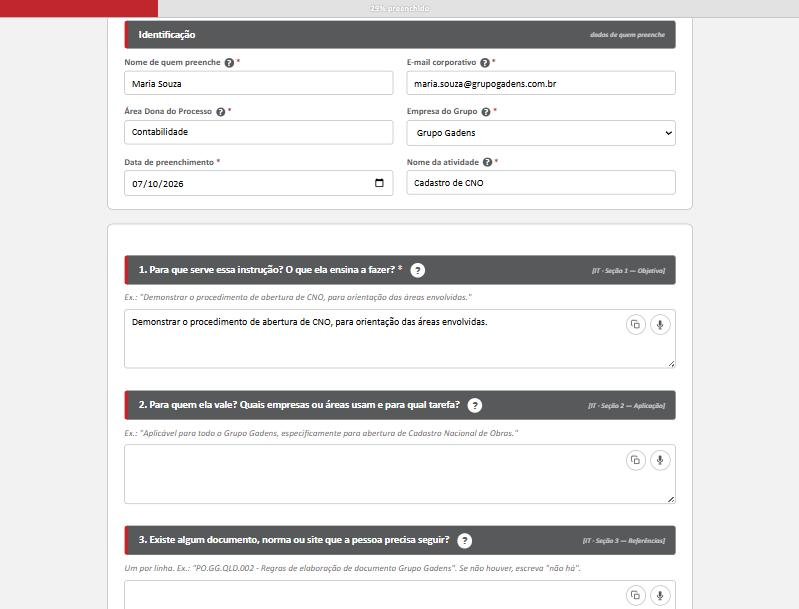 29% preenchido
Identificação
dados de quem preenche
Nome de quem preenche ? *
E-mail corporativo ? *
Maria Souza
maria.souza@grupogadens.com.br
Área Dona do Processo ? *
Empresa do Grupo ? *
Contabilidade
Grupo Gadens
Data de preenchimento *
Nome da atividade ? *
07/10/2026
Cadastro de CNO
1. Para que serve essa instrução? O que ela ensina a fazer? * ?
[IT · Seção 1 — Objetivo]
Ex.: "Demonstrar o procedimento de abertura de CNO, para orientação das áreas envolvidas."
Demonstrar o procedimento de abertura de CNO, para orientação das áreas envolvidas.
2. Para quem ela vale? Quais empresas ou áreas usam e para qual tarefa? ?
[IT · Seção 2 — Aplicação]
Ex.: "Aplicável para todo o Grupo Gadens, especificamente para abertura de Cadastro Nacional de Obras."
3. Existe algum documento, norma ou site que a pessoa precisa seguir? ?
[IT · Seção 3 — Referências]
Um por linha. Ex.: "PO.GG.QLD.002 - Regras de elaboração de documento Grupo Gadens". Se não houver, escreva "não há".